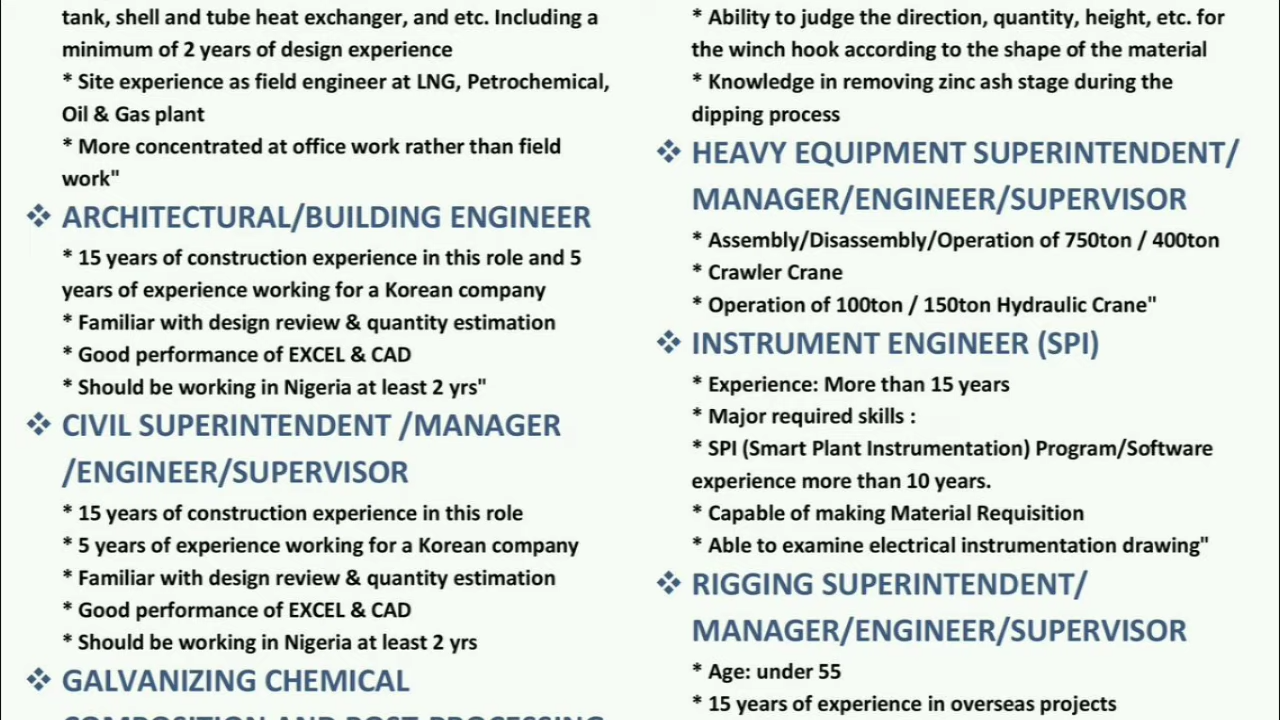 tank, shell and tube heat exchanger, and etc. Including a
minimum of 2 years of design experience
* Site experience as field engineer at LNG, Petrochemical,
Oil & Gas plant
* More concentrated at office work rather than field
work"
❖ ARCHITECTURAL/BUILDING ENGINEER
* 15 years of construction experience in this role and 5
years of experience working for a Korean company
* Familiar with design review & quantity estimation
* Good performance of EXCEL & CAD
* Should be working in Nigeria at least 2 yrs"
❖ CIVIL SUPERINTENDENT /MANAGER
/ENGINEER/SUPERVISOR
* 15 years of construction experience in this role
* 5 years of experience working for a Korean company
* Familiar with design review & quantity estimation
* Good performance of EXCEL & CAD
* Should be working in Nigeria at least 2 yrs
❖ GALVANIZING CHEMICAL
COMPOSITION AND POST-PROCESSING
* Ability to judge the direction, quantity, height, etc. for
the winch hook according to the shape of the material
* Knowledge in removing zinc ash stage during the
dipping process
❖ HEAVY EQUIPMENT SUPERINTENDENT/
MANAGER/ENGINEER/SUPERVISOR
* Assembly/Disassembly/Operation of 750ton / 400ton
* Crawler Crane
* Operation of 100ton / 150ton Hydraulic Crane"
❖ INSTRUMENT ENGINEER (SPI)
* Experience: More than 15 years
* Major required skills :
* SPI (Smart Plant Instrumentation) Program/Software
experience more than 10 years.
* Capable of making Material Requisition
* Able to examine electrical instrumentation drawing"
❖ RIGGING SUPERINTENDENT/
MANAGER/ENGINEER/SUPERVISOR
* Age: under 55
* 15 years of experience in overseas projects